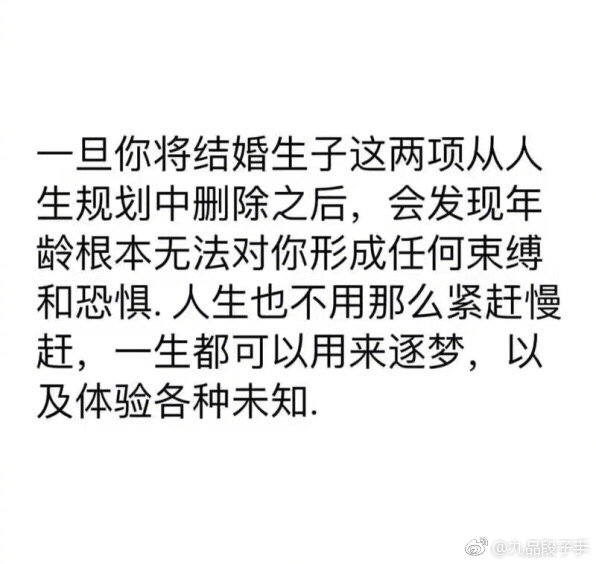 一旦你将结婚生子这两项从人
生规划中删除之后，会发现年
龄根本无法对你形成任何束缚
和恐惧. 人生也不用那么紧赶慢
赶，一生都可以用来逐梦，以
及体验各种未知.
@九品段子手